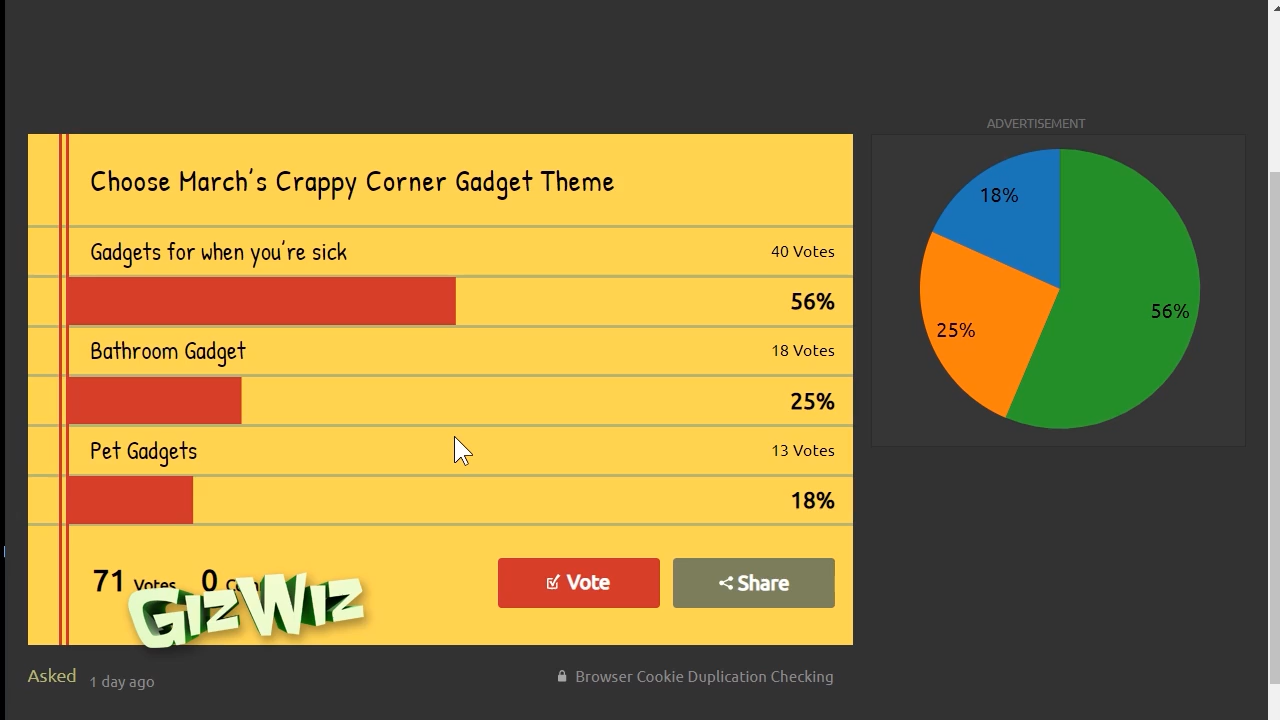 ADVERTISEMENT
Choose March's Crappy Corner Gadget Theme
Gadgets for when you're sick 40 Votes
56%
Bathroom Gadget 18 Votes
25%
Pet Gadgets 13 Votes
18%
71 Votes 0
Vote
Share
GizWiz
Asked 1 day ago
Browser Cookie Duplication Checking
18%
25%
56%